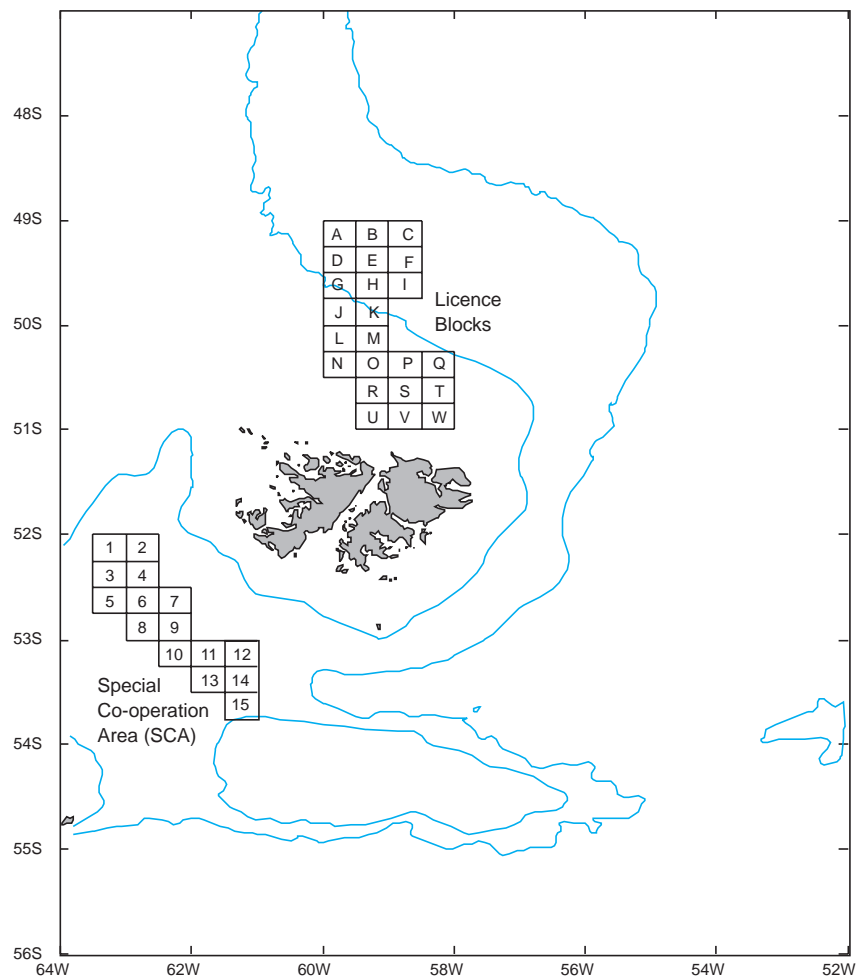 48S
49S
A B C
D E F
G H I
Licence
Blocks
J K
50S
L M
N O P Q
R S T
U V W
51S
52S
1 2
3 4
5 6 7
8 9
53S
10 11 12
13 14
Special
Co-operation
Area (SCA)
15
54S
55S
56S
64W 62W 60W 58W 56W 54W 52W